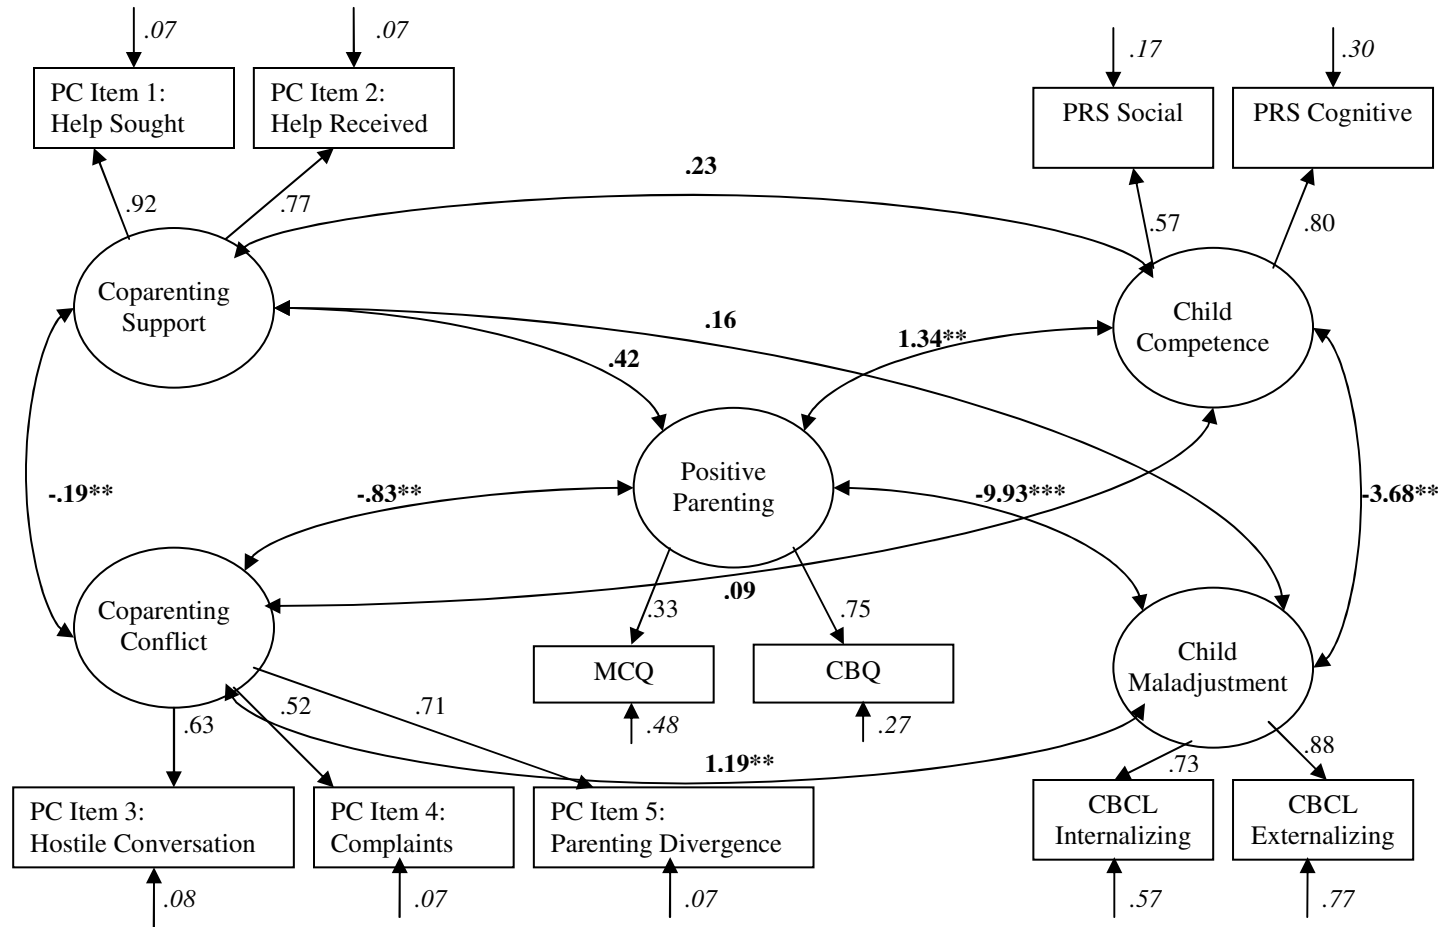 .07
.07
.17
.30
PC Item 1:
Help Sought
PC Item 2:
Help Received
PRS Social
PRS Cognitive
.23
.92
.77
.57
.80
Coparenting
Support
Child
Competence
.16
1.34**
.42
Positive
Parenting
-.19**
-.83**
-9.93***
-3.68**
Coparenting
Conflict
.09
.33
.75
Child
Maladjustment
MCQ
CBQ
.63
.52
.71
.48
.27
1.19**
.73
.88
PC Item 3:
Hostile Conversation
PC Item 4:
Complaints
PC Item 5:
Parenting Divergence
CBCL
Internalizing
CBCL
Externalizing
.08
.07
.07
.57
.77